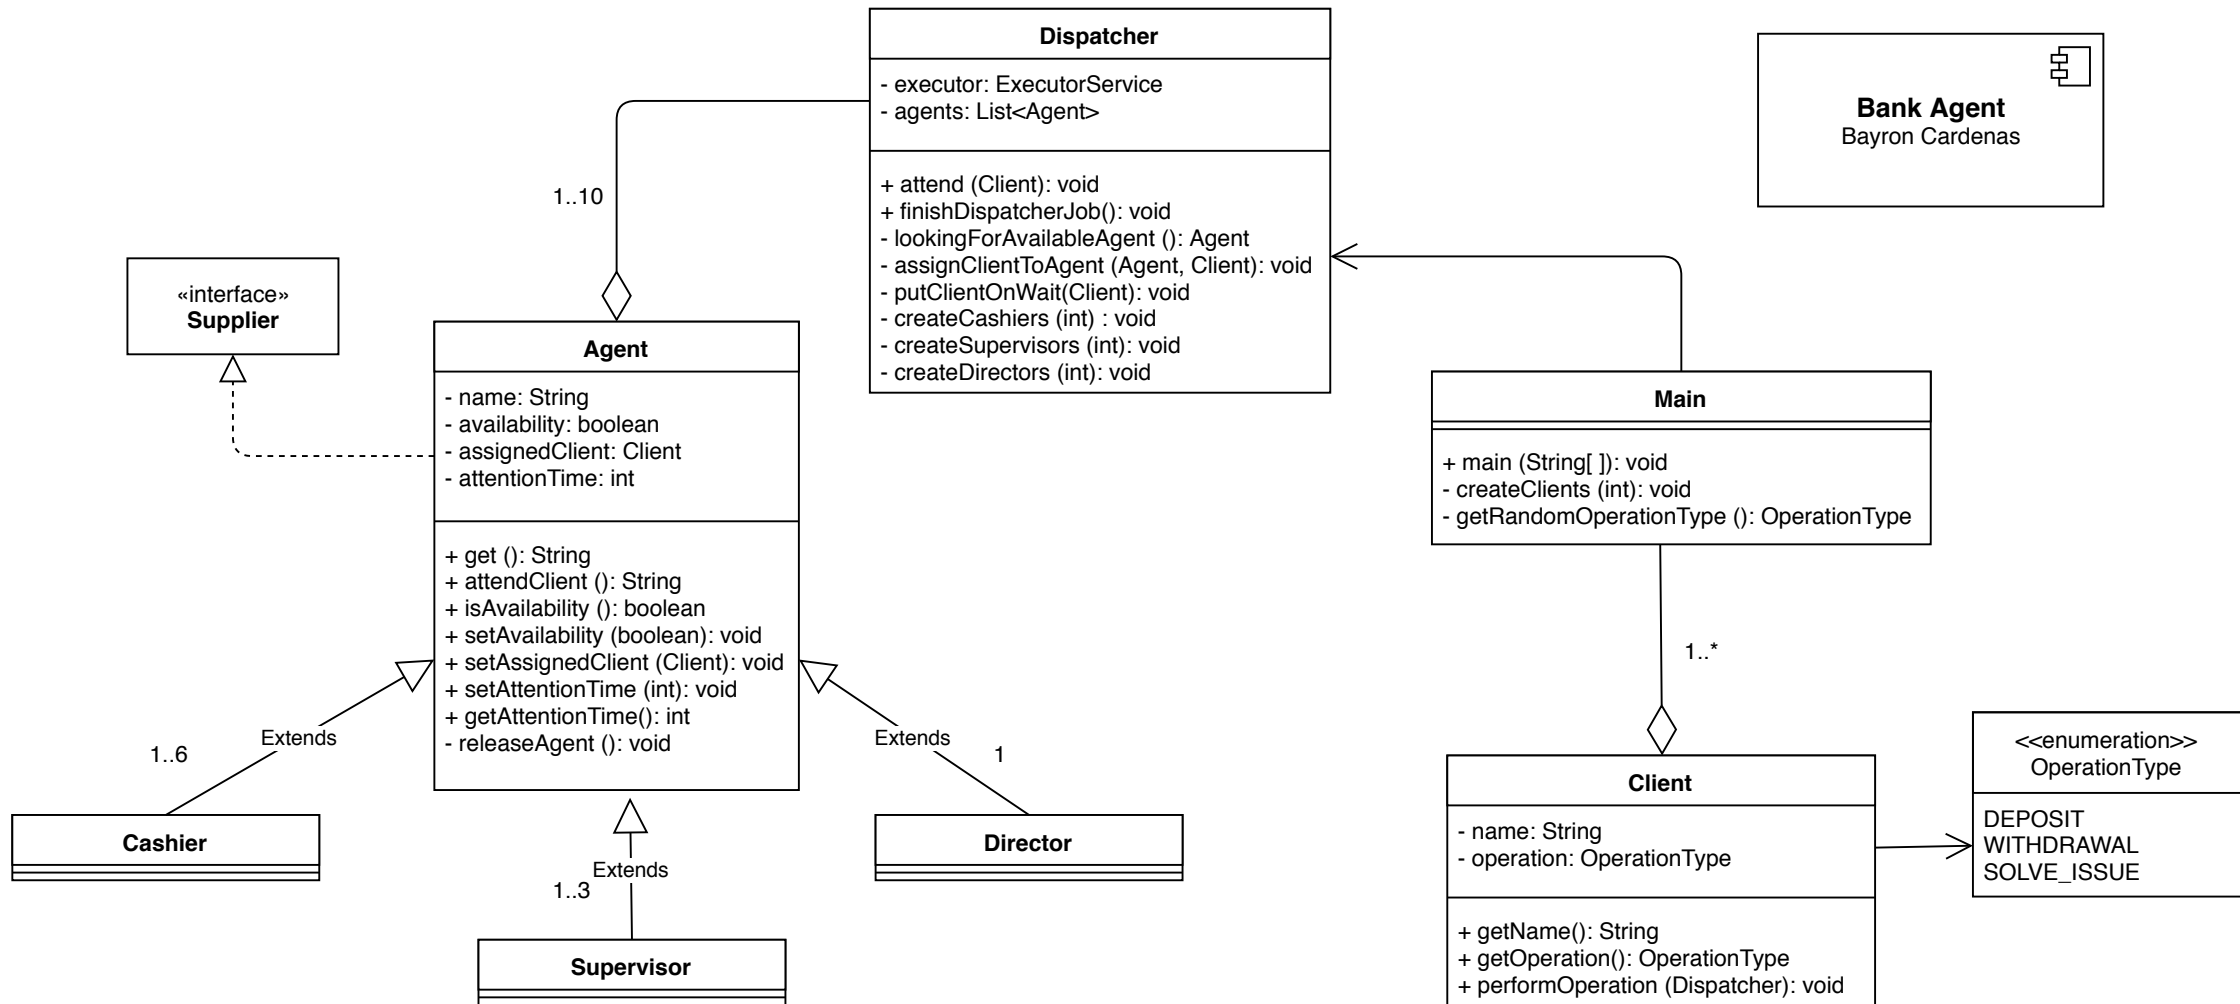 Dispatcher
- executor: ExecutorService
- agents: List<Agent>
+ attend (Client): void
+ finishDispatcherJob(): void
- lookingForAvailableAgent (): Agent
- assignClientToAgent (Agent, Client): void
- putClientOnWait(Client): void
- createCashiers (int) : void
- createSupervisors (int): void
- createDirectors (int): void
Bank Agent
Bayron Cardenas
1..10
«interface»
Supplier
Agent
- name: String
- availability: boolean
- assignedClient: Client
- attentionTime: int
+ get (): String
+ attendClient (): String
+ isAvailability (): boolean
+ setAvailability (boolean): void
+ setAssignedClient (Client): void
+ setAttentionTime (int): void
+ getAttentionTime(): int
- releaseAgent (): void
Main
+ main (String[ ]): void
- createClients (int): void
- getRandomOperationType (): OperationType
1..*
Extends
1..6
Extends
1
Extends
1..3
Cashier
Director
Supervisor
Client
- name: String
- operation: OperationType
+ getName(): String
+ getOperation(): OperationType
+ performOperation (Dispatcher): void
<<enumeration>>
OperationType
DEPOSIT
WITHDRAWAL
SOLVE_ISSUE